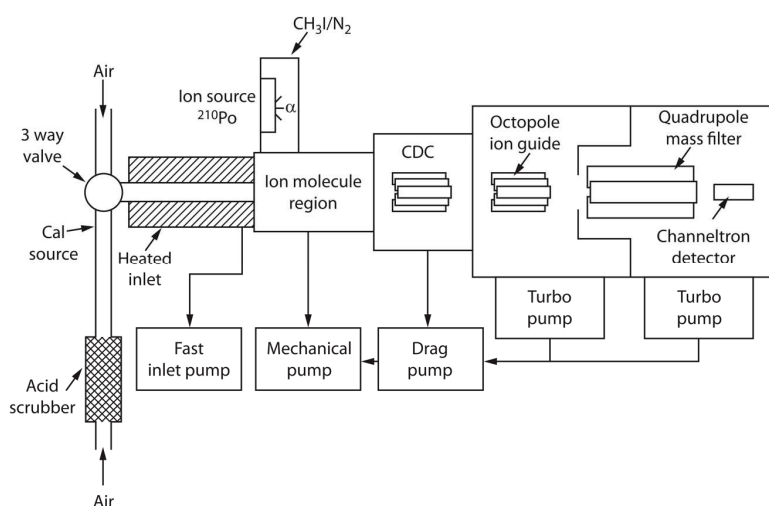 CH₃I/N₂
Air
Ion source
²¹⁰Po
α
3 way
valve
Octopole
ion guide
Quadrupole
mass filter
CDC
Ion molecule
region
Cal
source
Heated
inlet
Channeltron
detector
Turbo
pump
Turbo
pump
Fast
inlet pump
Mechanical
pump
Drag
pump
Acid
scrubber
Air